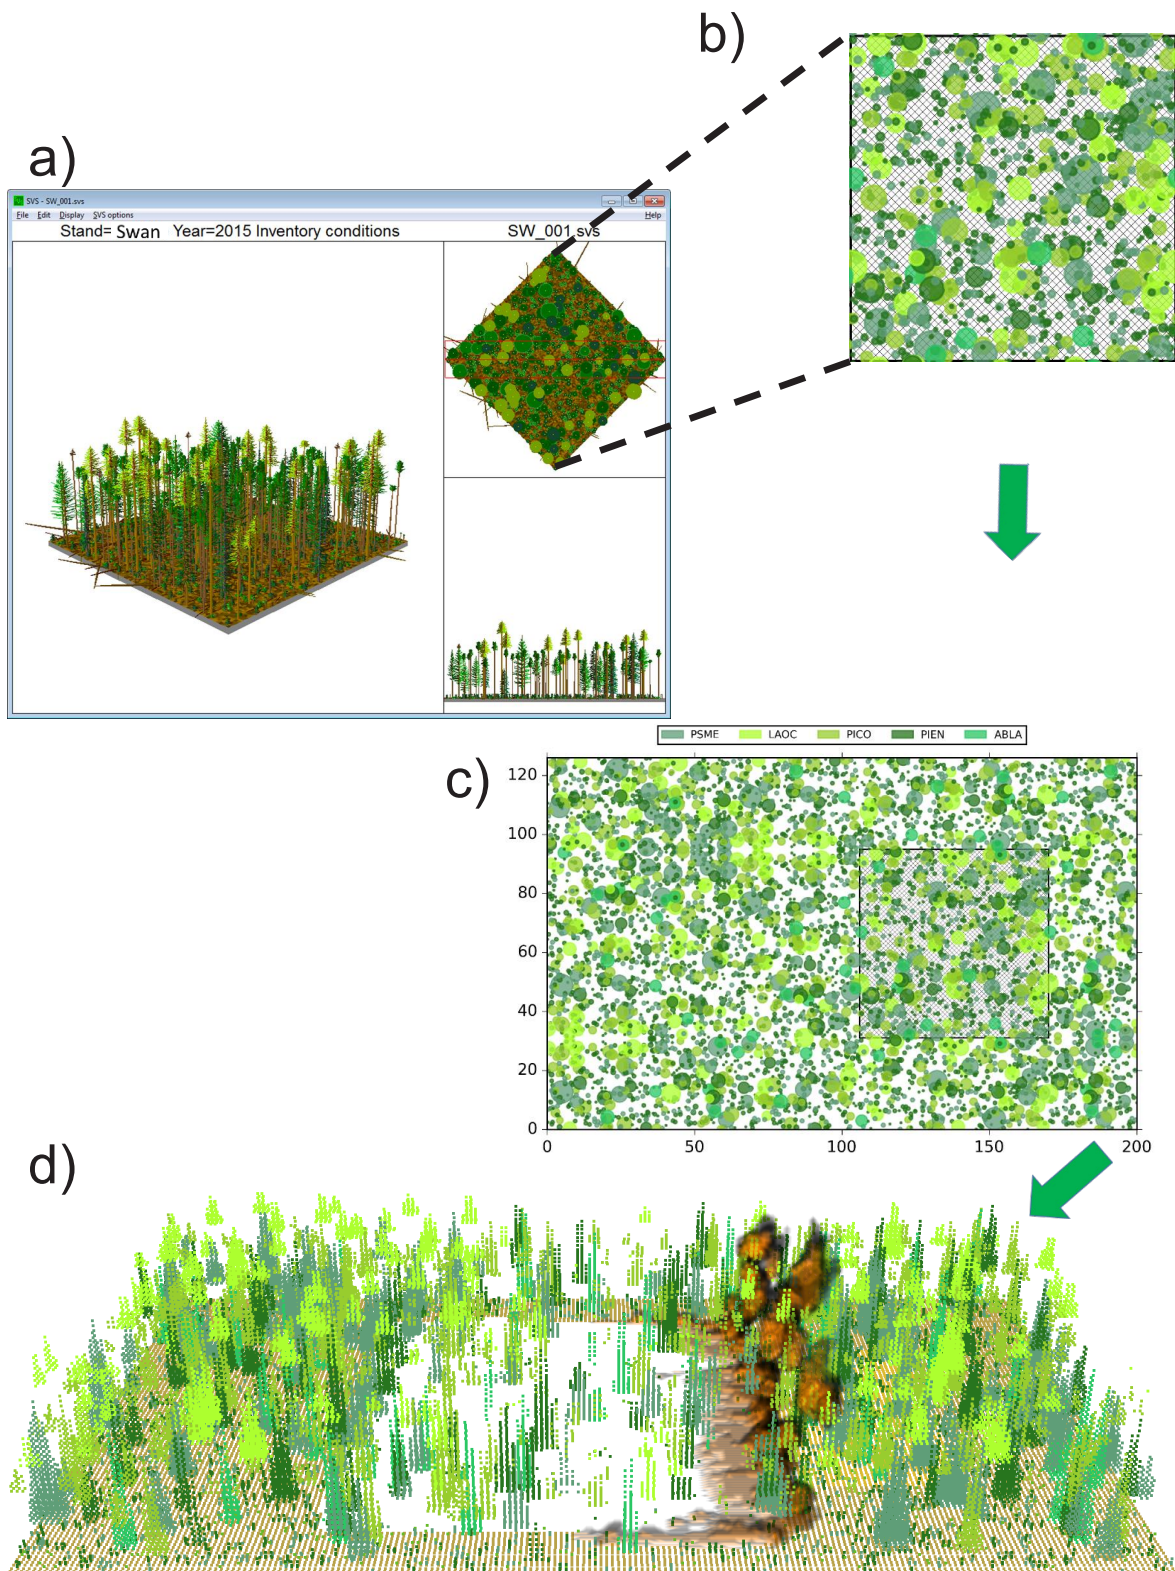 b)
a)
SVS - SW_001.svs
File Edit Display SVS options Help
Stand= Swan Year=2015 Inventory conditions SW_001.svs
PSME LAOC PICO PIEN ABLA
c)
120
100
80
60
40
20
0
0 50 100 150 200
d)